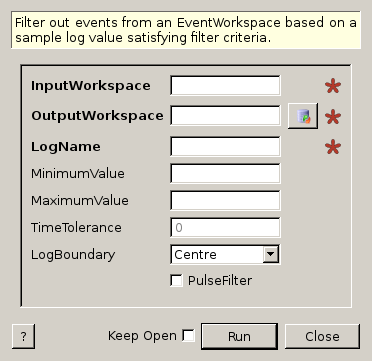 Filter out events from an EventWorkspace based on a
sample log value satisfying filter criteria.
InputWorkspace
OutputWorkspace
LogName
MinimumValue
MaximumValue
TimeTolerance 0
LogBoundary Centre
PulseFilter
? Keep Open Run Close